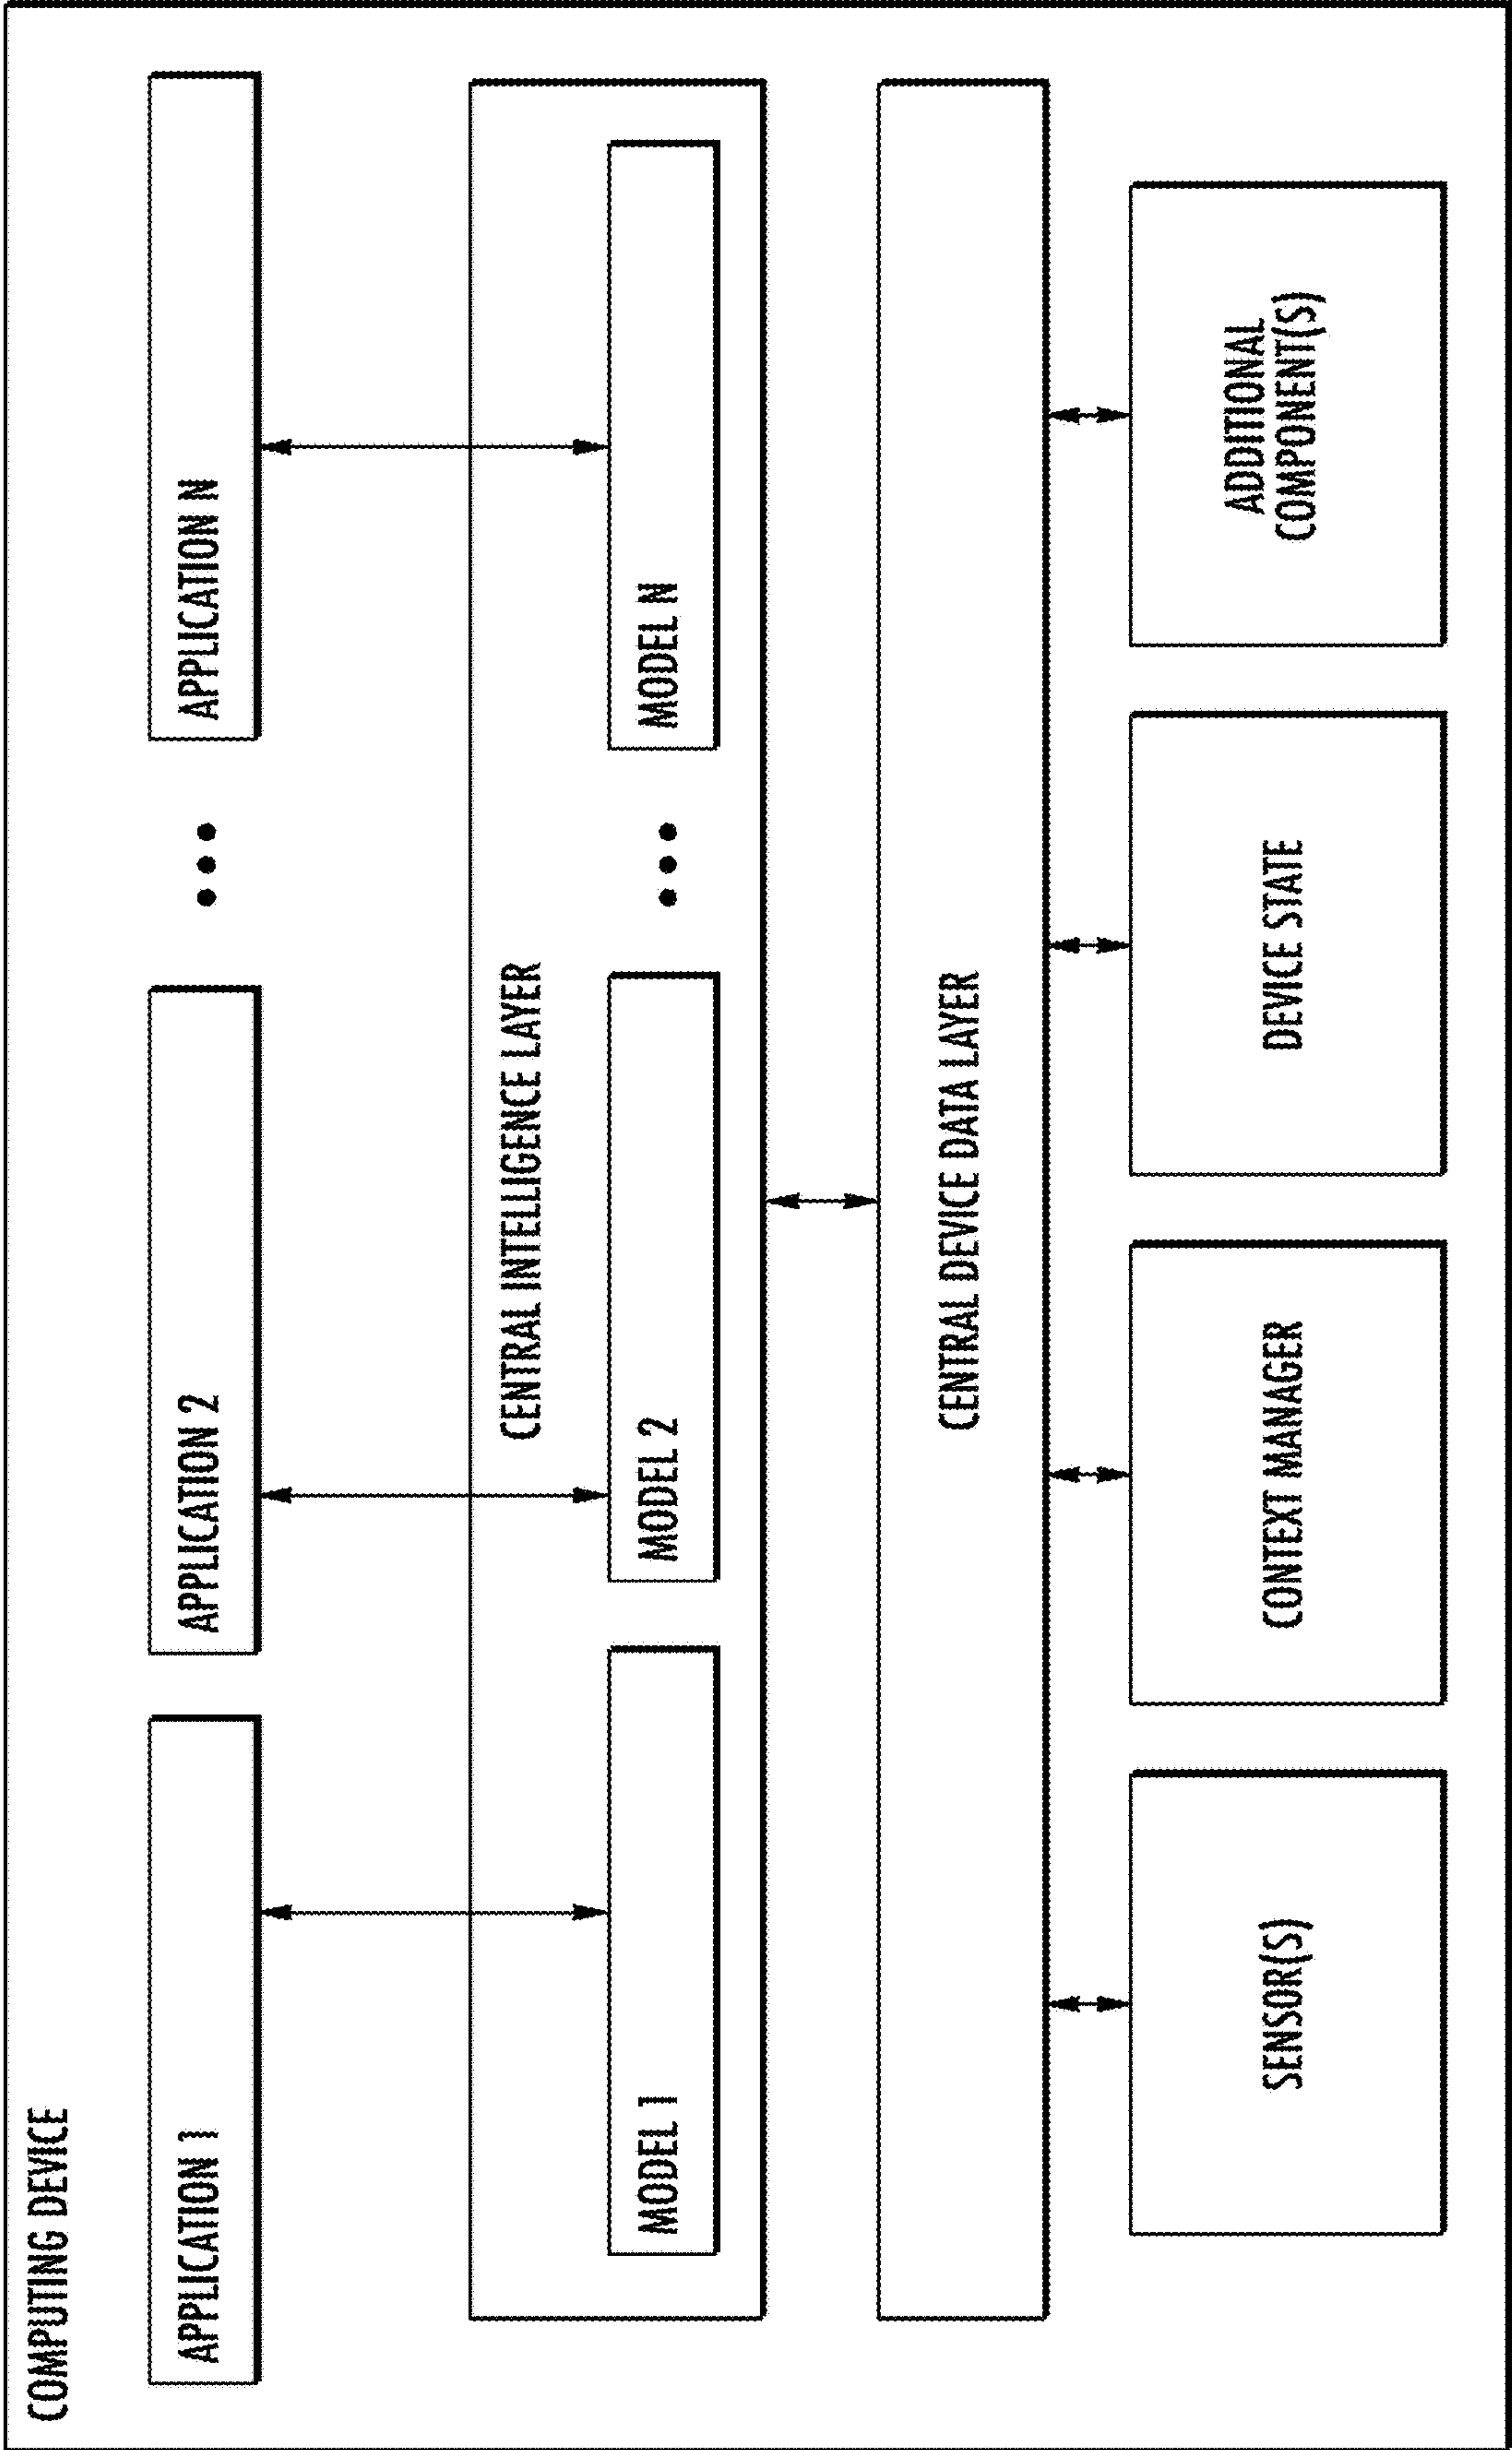 COMPUTING DEVICE
APPLICATION 1
APPLICATION 2
APPLICATION N
CENTRAL INTELLIGENCE LAYER
MODEL 1
MODEL 2
MODEL N
CENTRAL DEVICE DATA LAYER
SENSOR(S)
CONTEXT MANAGER
DEVICE STATE
ADDITIONAL
COMPONENT(S)